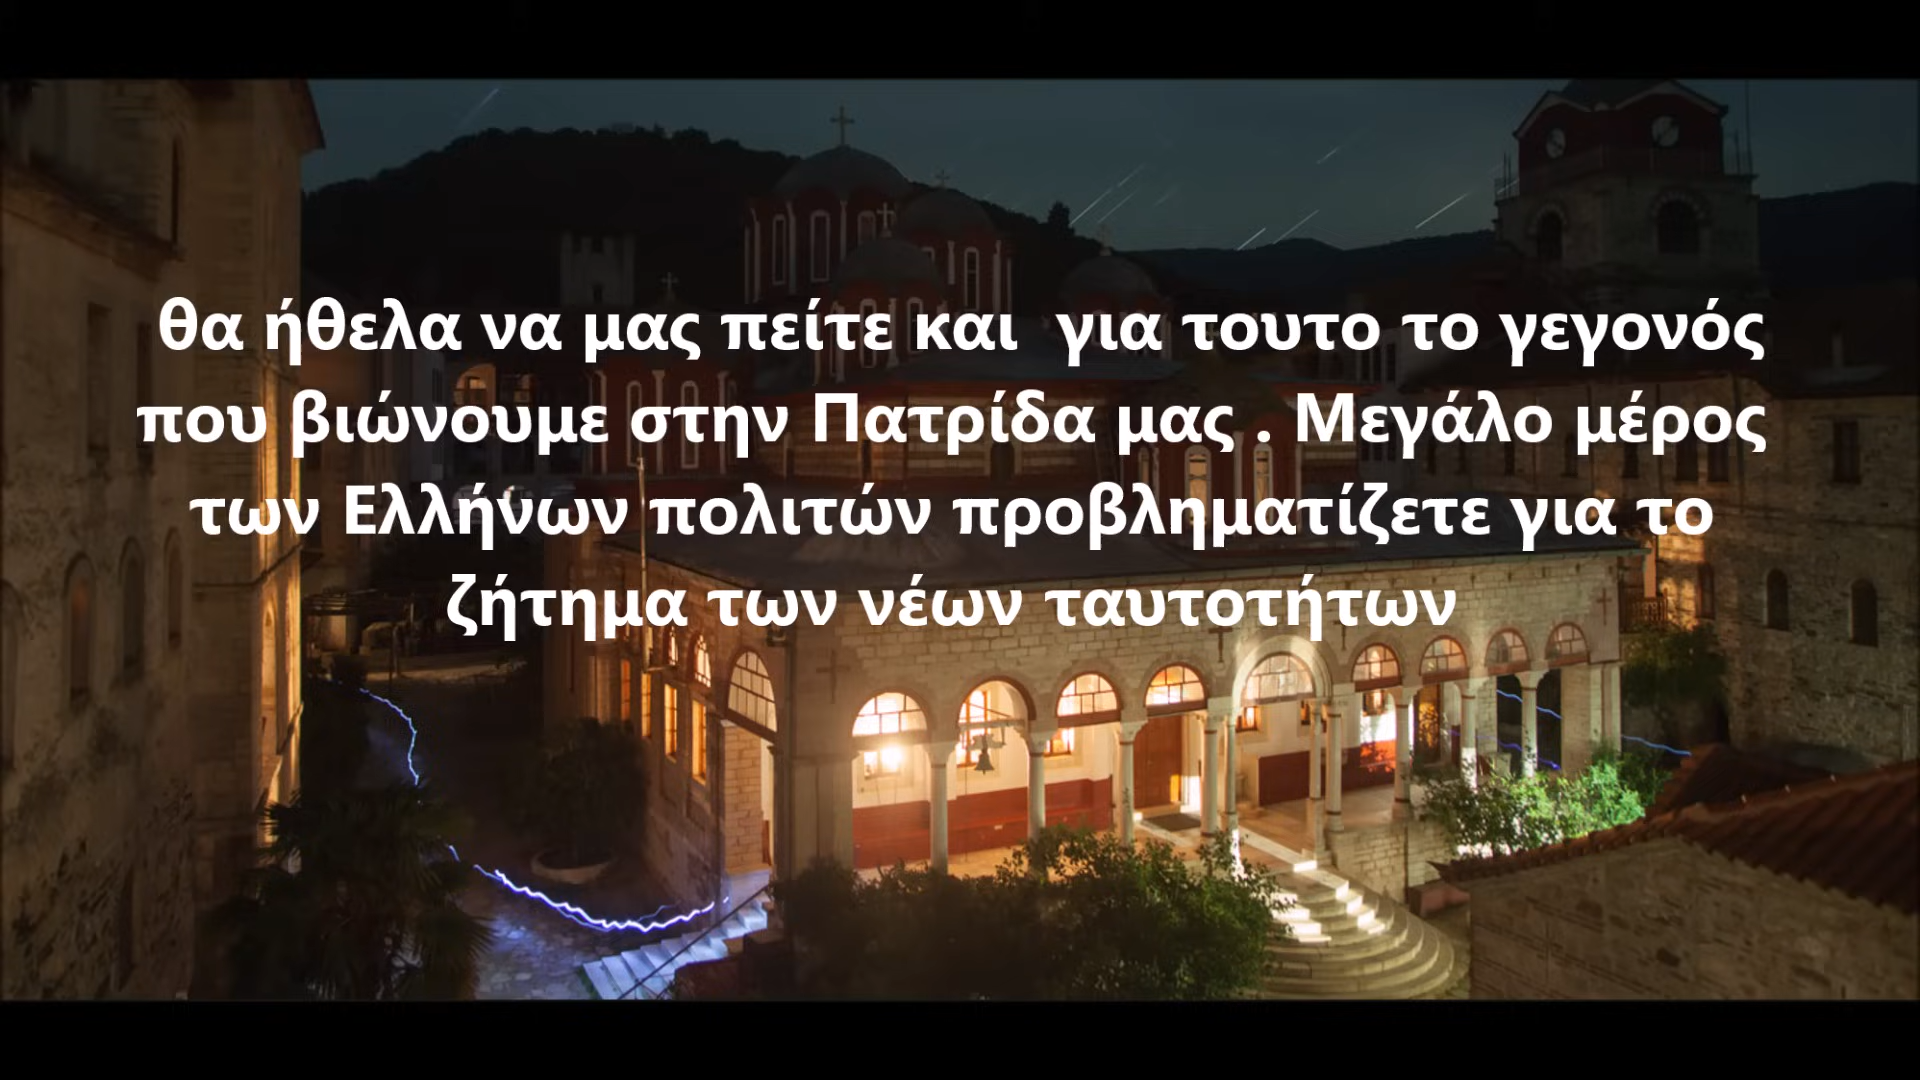 θα ήθελα να μας πείτε και  για τουτο το γεγονός
που βιώνουμε στην Πατρίδα μας . Μεγάλο μέρος
των Ελλήνων πολιτών προβληματίζετε για το
ζήτημα των νέων ταυτοτήτων